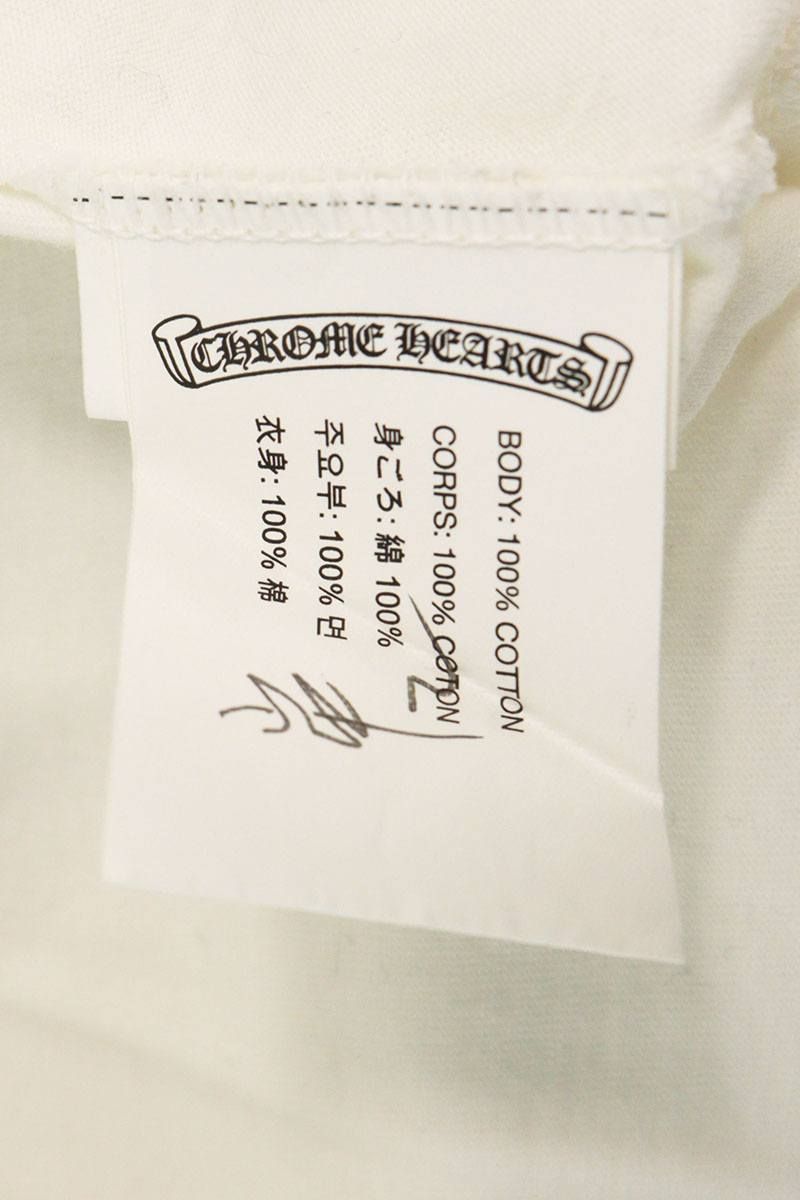 CHROME HEARTS
BODY: 100% COTTON
CORPS: 100% COTON
身ごろ: 綿 100%
주요부: 100% 면
衣身: 100% 棉